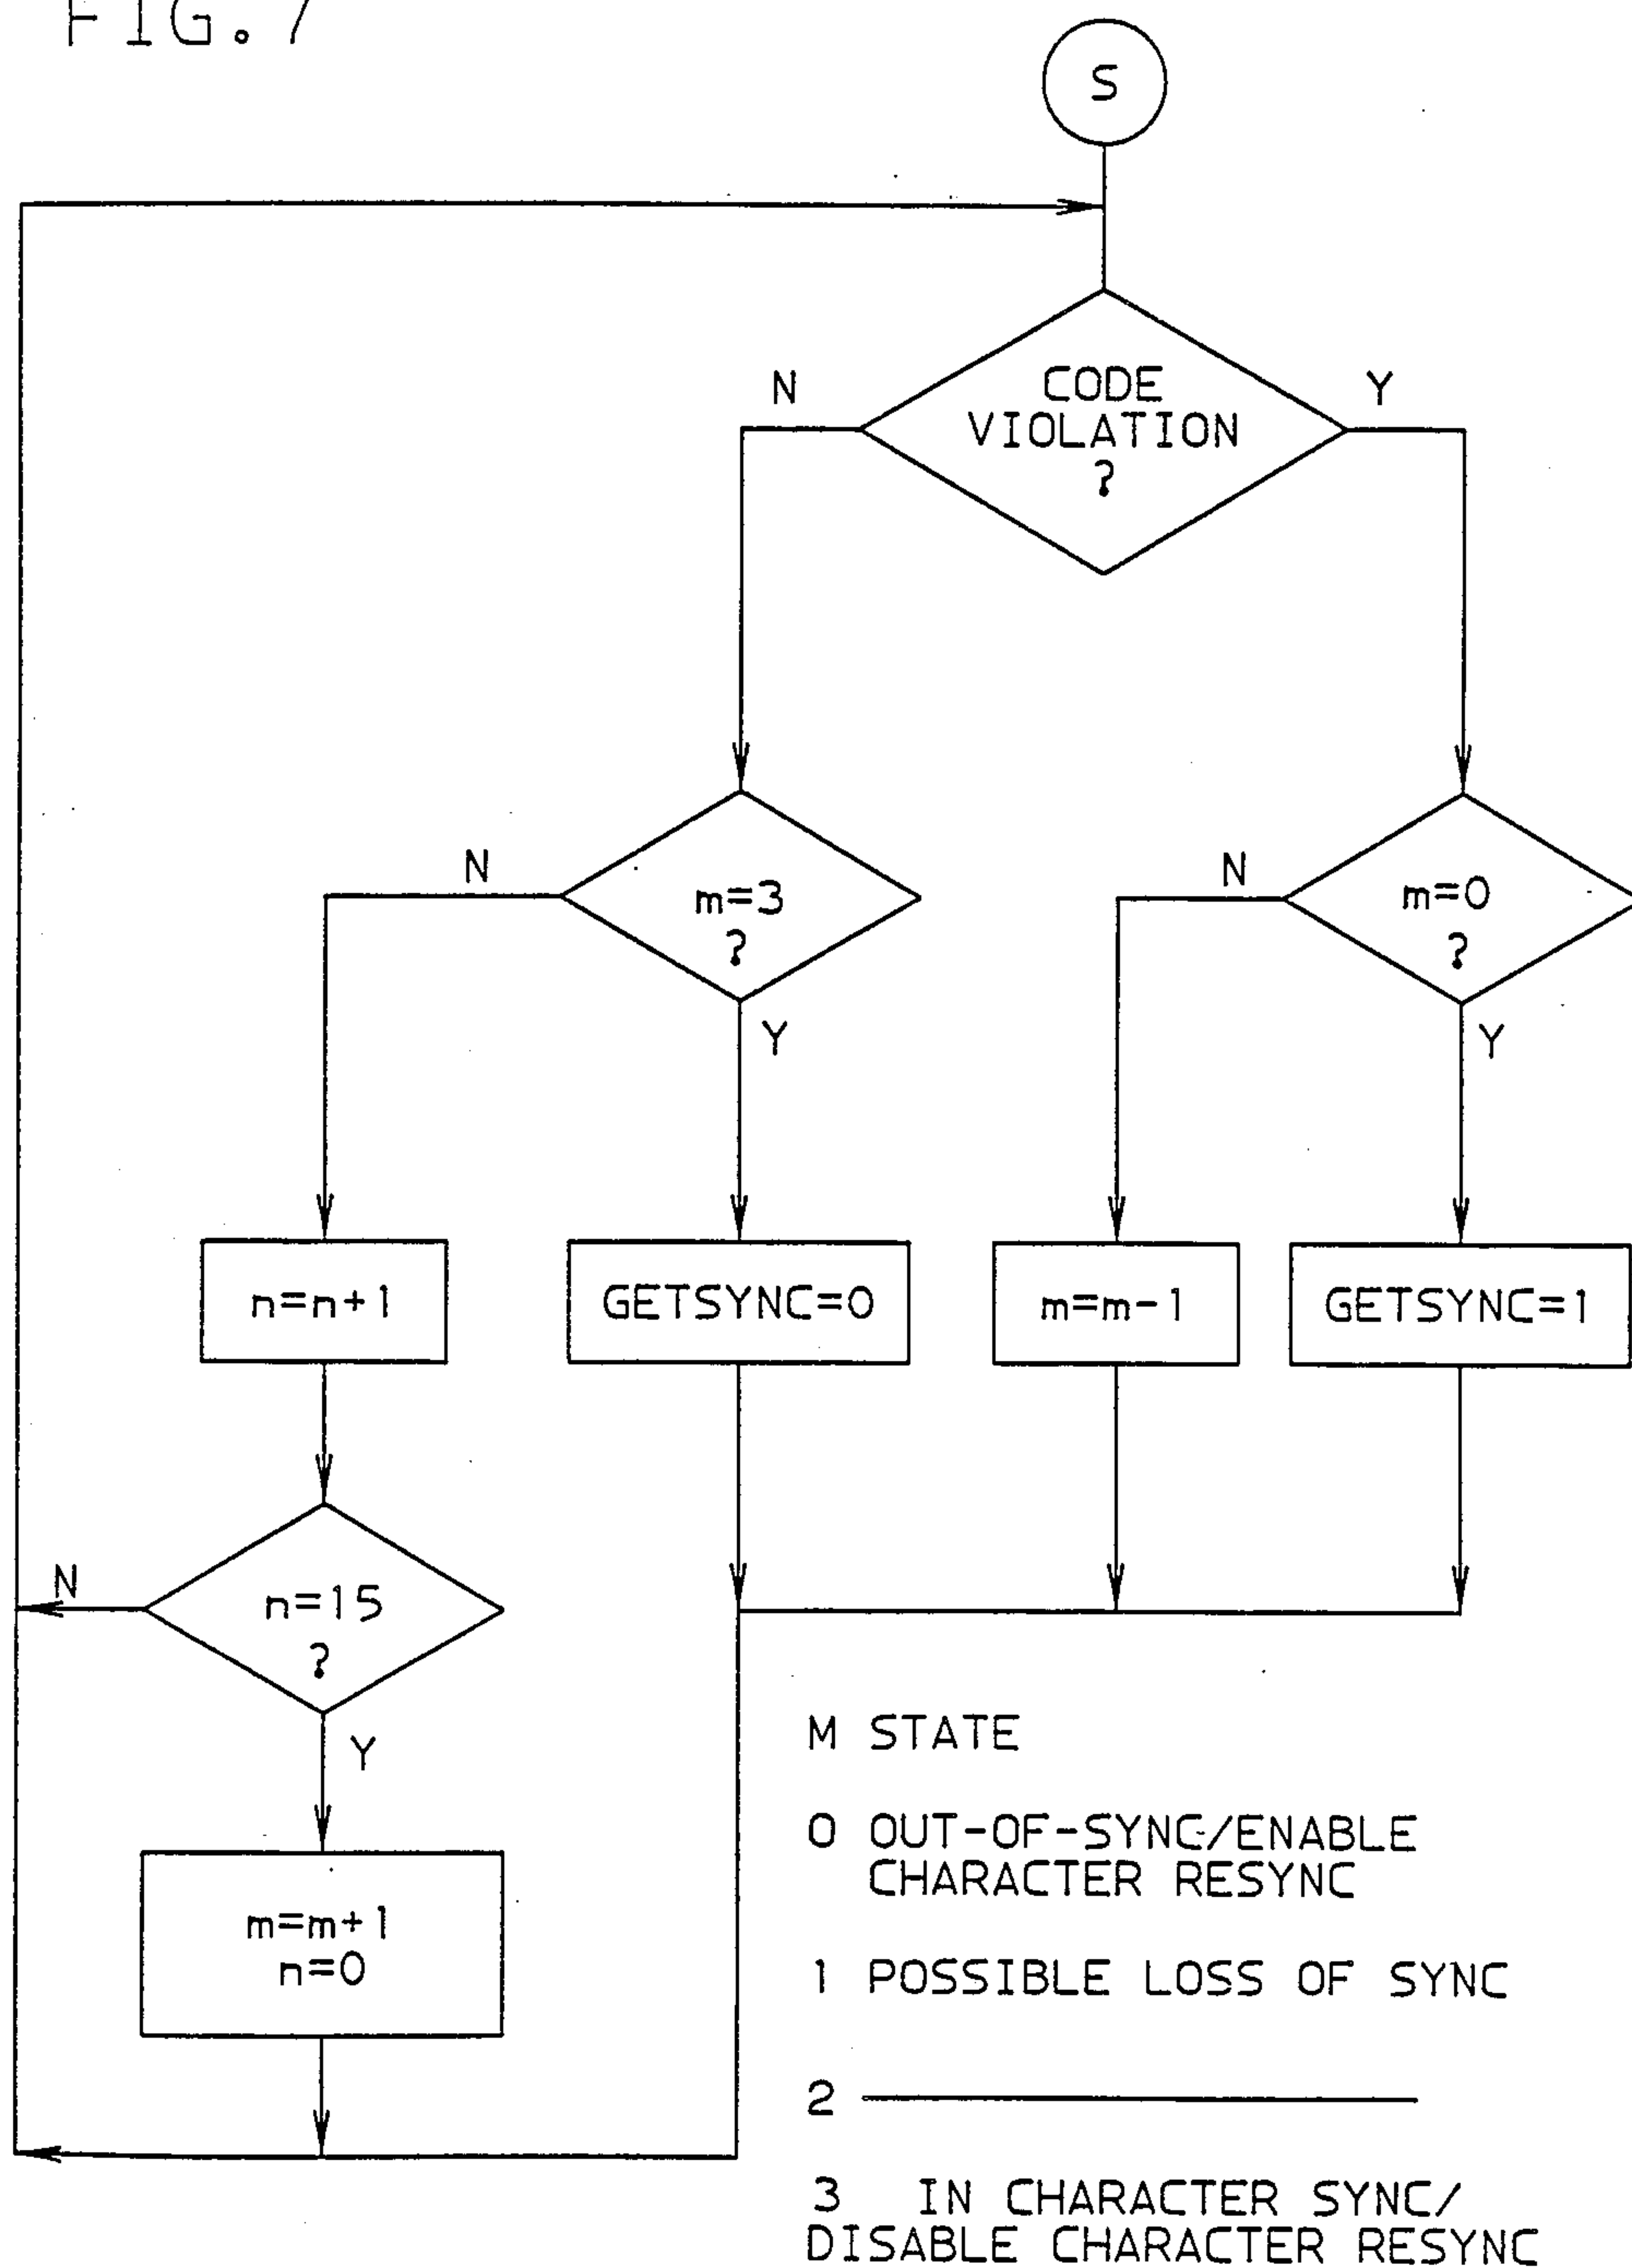 FIG. 7
S
CODE
VIOLATION
?
N
Y
m=3
?
N
Y
m=0
?
N
Y
n=n+1
GETSYNC=0
m=m-1
GETSYNC=1
n=15
?
N
Y
m=m+1
n=0
M STATE
0 OUT-OF-SYNC/ENABLE
CHARACTER RESYNC
1 POSSIBLE LOSS OF SYNC
2
3 IN CHARACTER SYNC/
DISABLE CHARACTER RESYNC